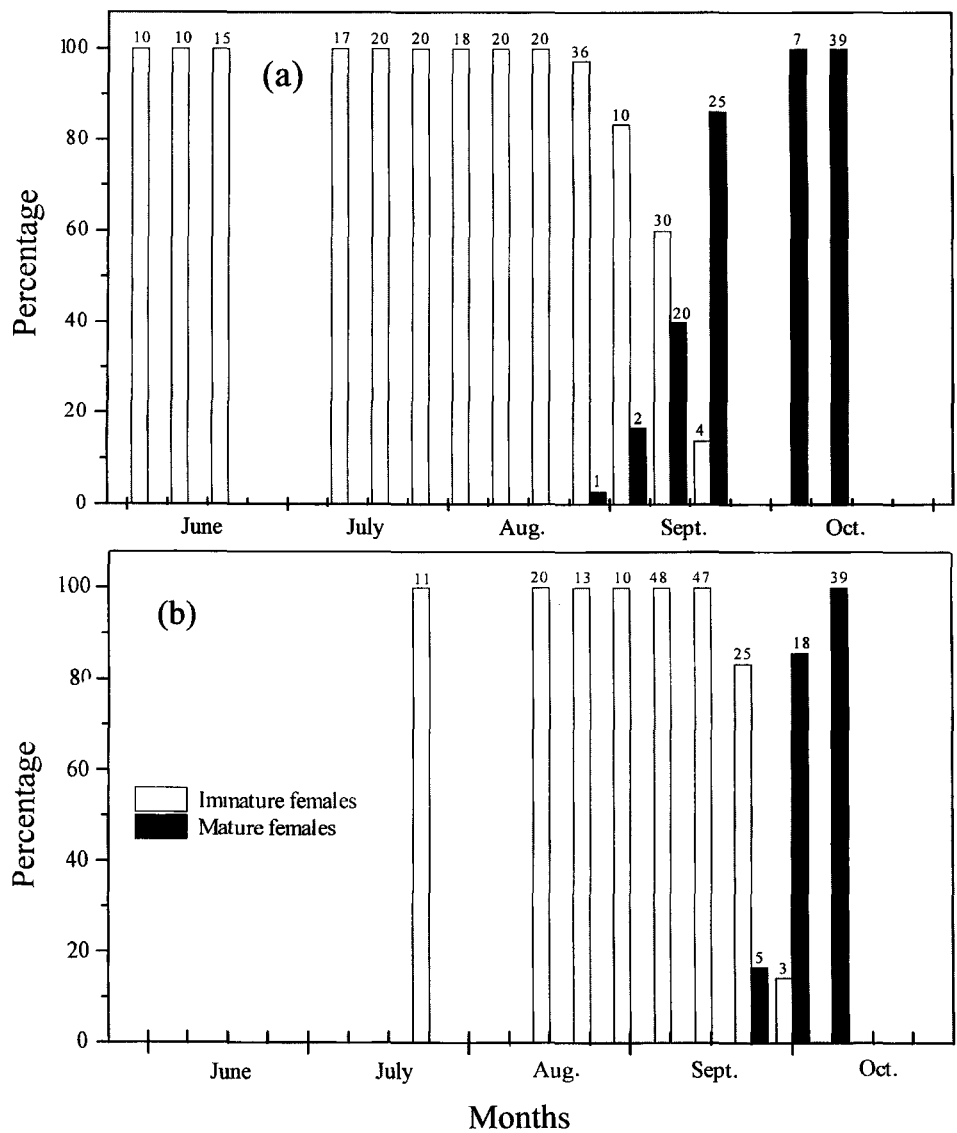 10 10 15 17 20 20 18 20 20 36 7 39
100
(a)
25
10
80
Percentage
60
30
40
20
20
2
4
1
0
June July Aug. Sept. Oct.
11 20 13 10 48 47 39
100
(b)
18
25
80
60
Percentage
Immature females
Mature females
40
20
5
3
0
June July Aug. Sept. Oct.
Months